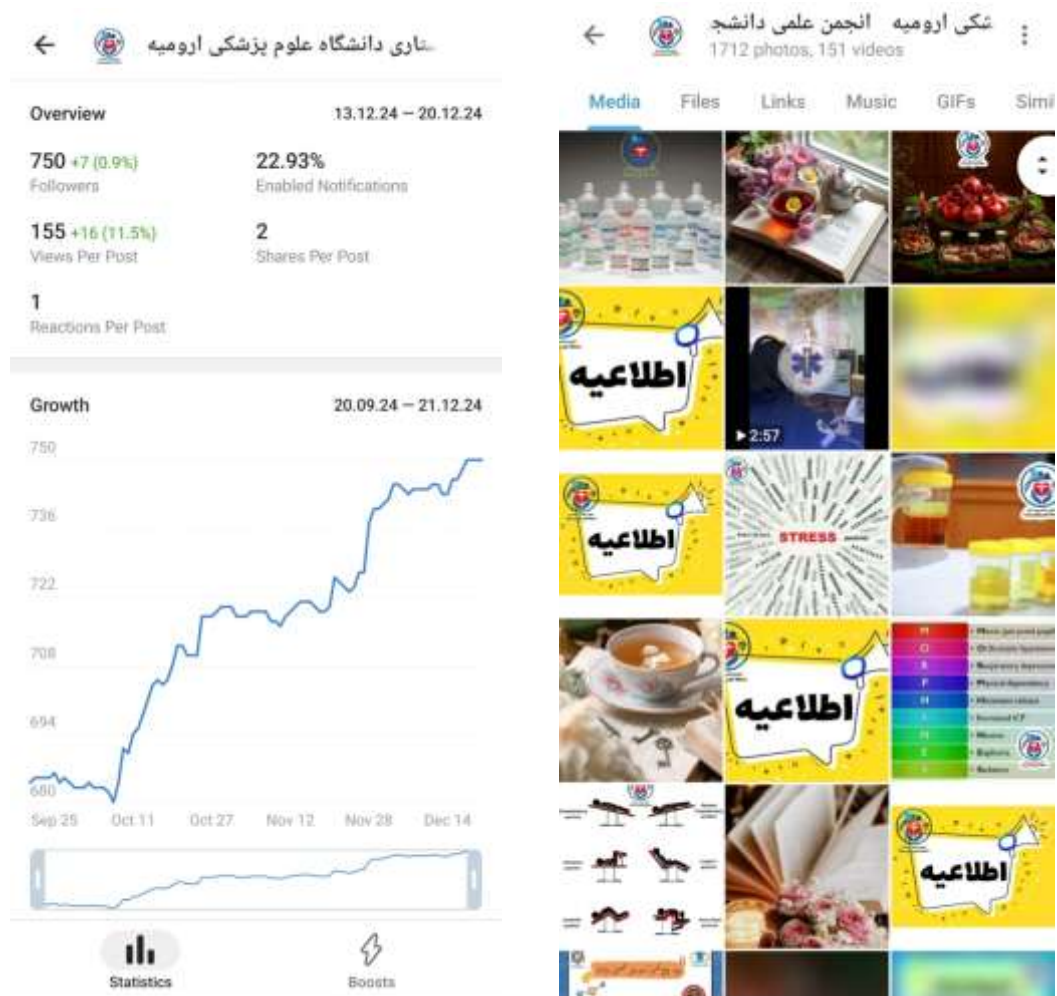 ـتاری دانشگاه علوم پزشکی ارومیه
Overview
13.12.24 – 20.12.24
750 +7 (0.9%)
Followers
22.93%
Enabled Notifications
155 +16 (11.5%)
Views Per Post
2
Shares Per Post
1
Reactions Per Post
Growth
20.09.24 – 21.12.24
750
736
722
708
694
680
Sep 25 Oct 11 Oct 27 Nov 12 Nov 28 Dec 14
Statistics
Boosts
شکی ارومیه انجمن علمی دانشجـ
1712 photos, 151 videos
Media Files Links Music GIFs Simi
اطلاعیه
2:57
اطلاعیه
STRESS
اطلاعیه
اطلاعیه